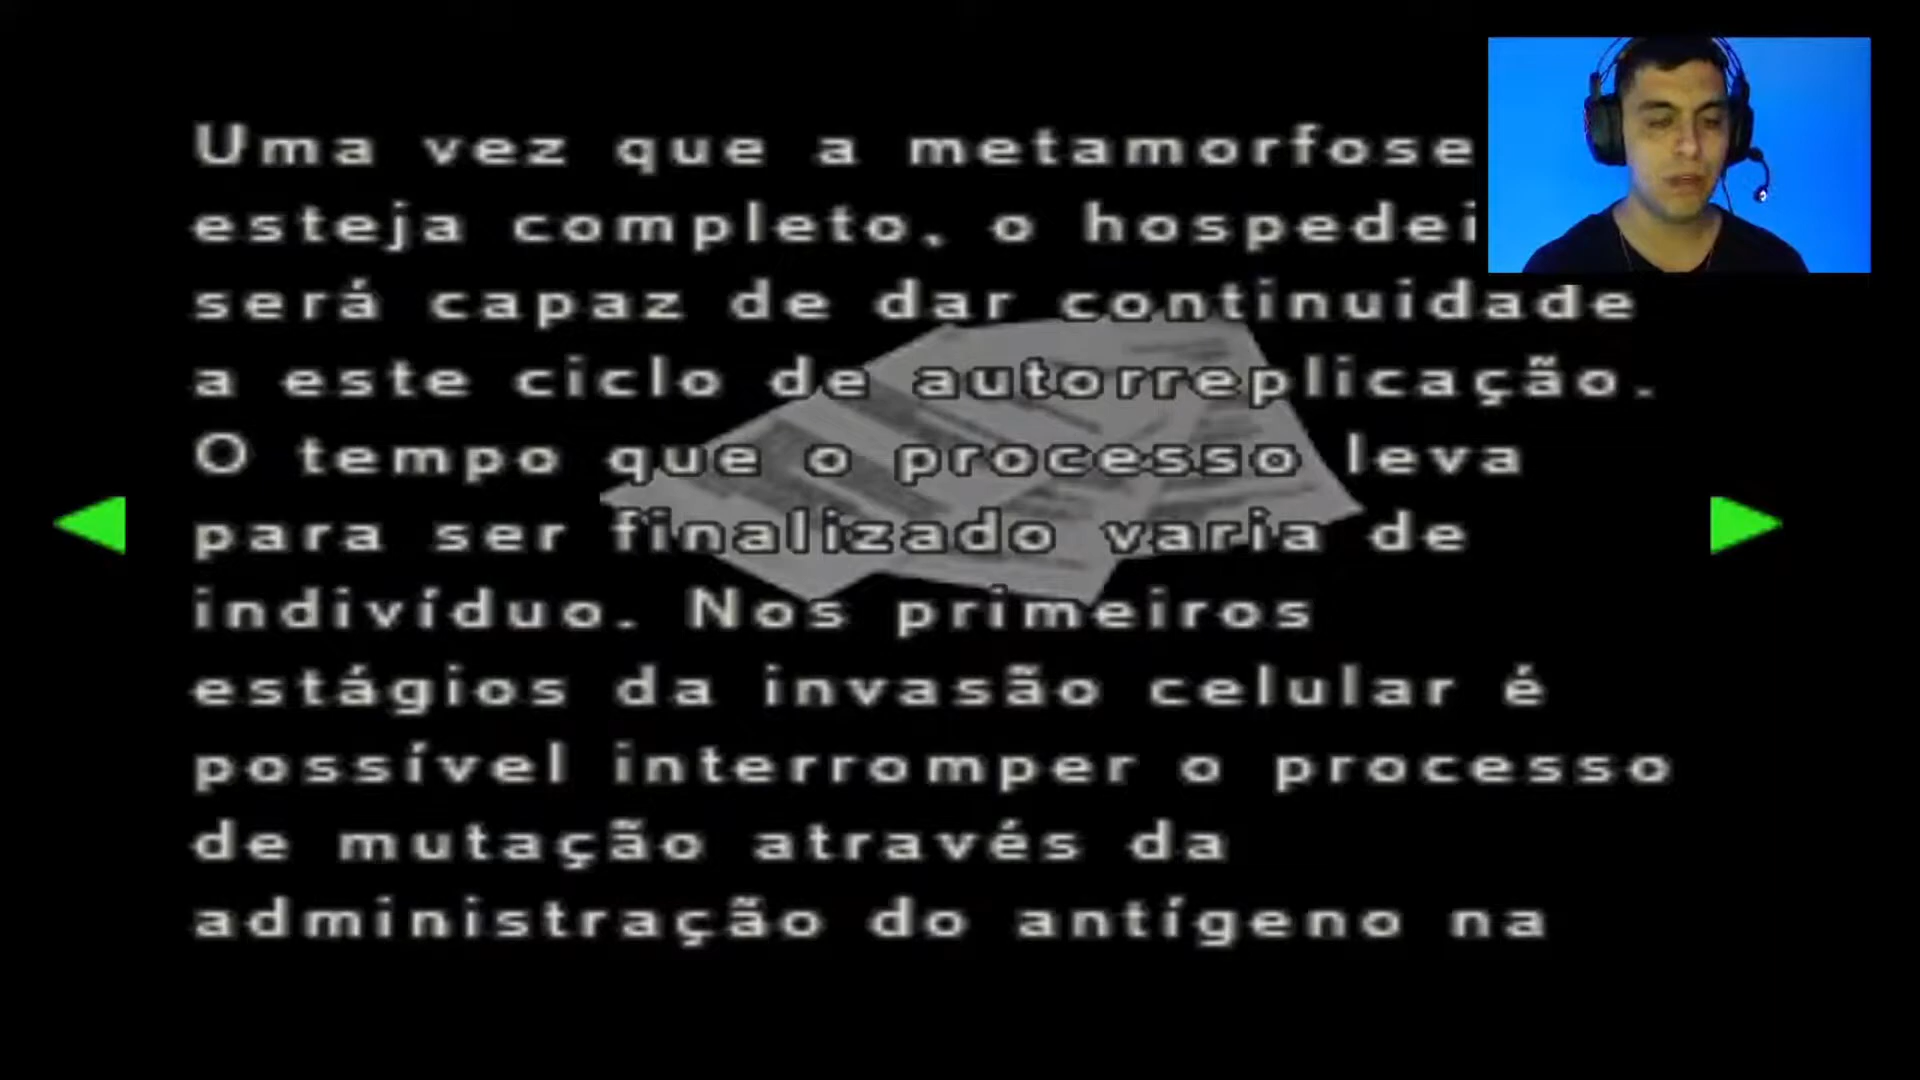 Uma vez que a metamorfose
esteja completo, o
será capaz de dar continuidade
a este ciclo de autorreplicação.
O tempo que o processo leva
para ser finalizado varia de
indivíduo. Nos primeiros
estágios da invasão celular é
possível interromper o processo
de mutação através da
administração do antígeno na